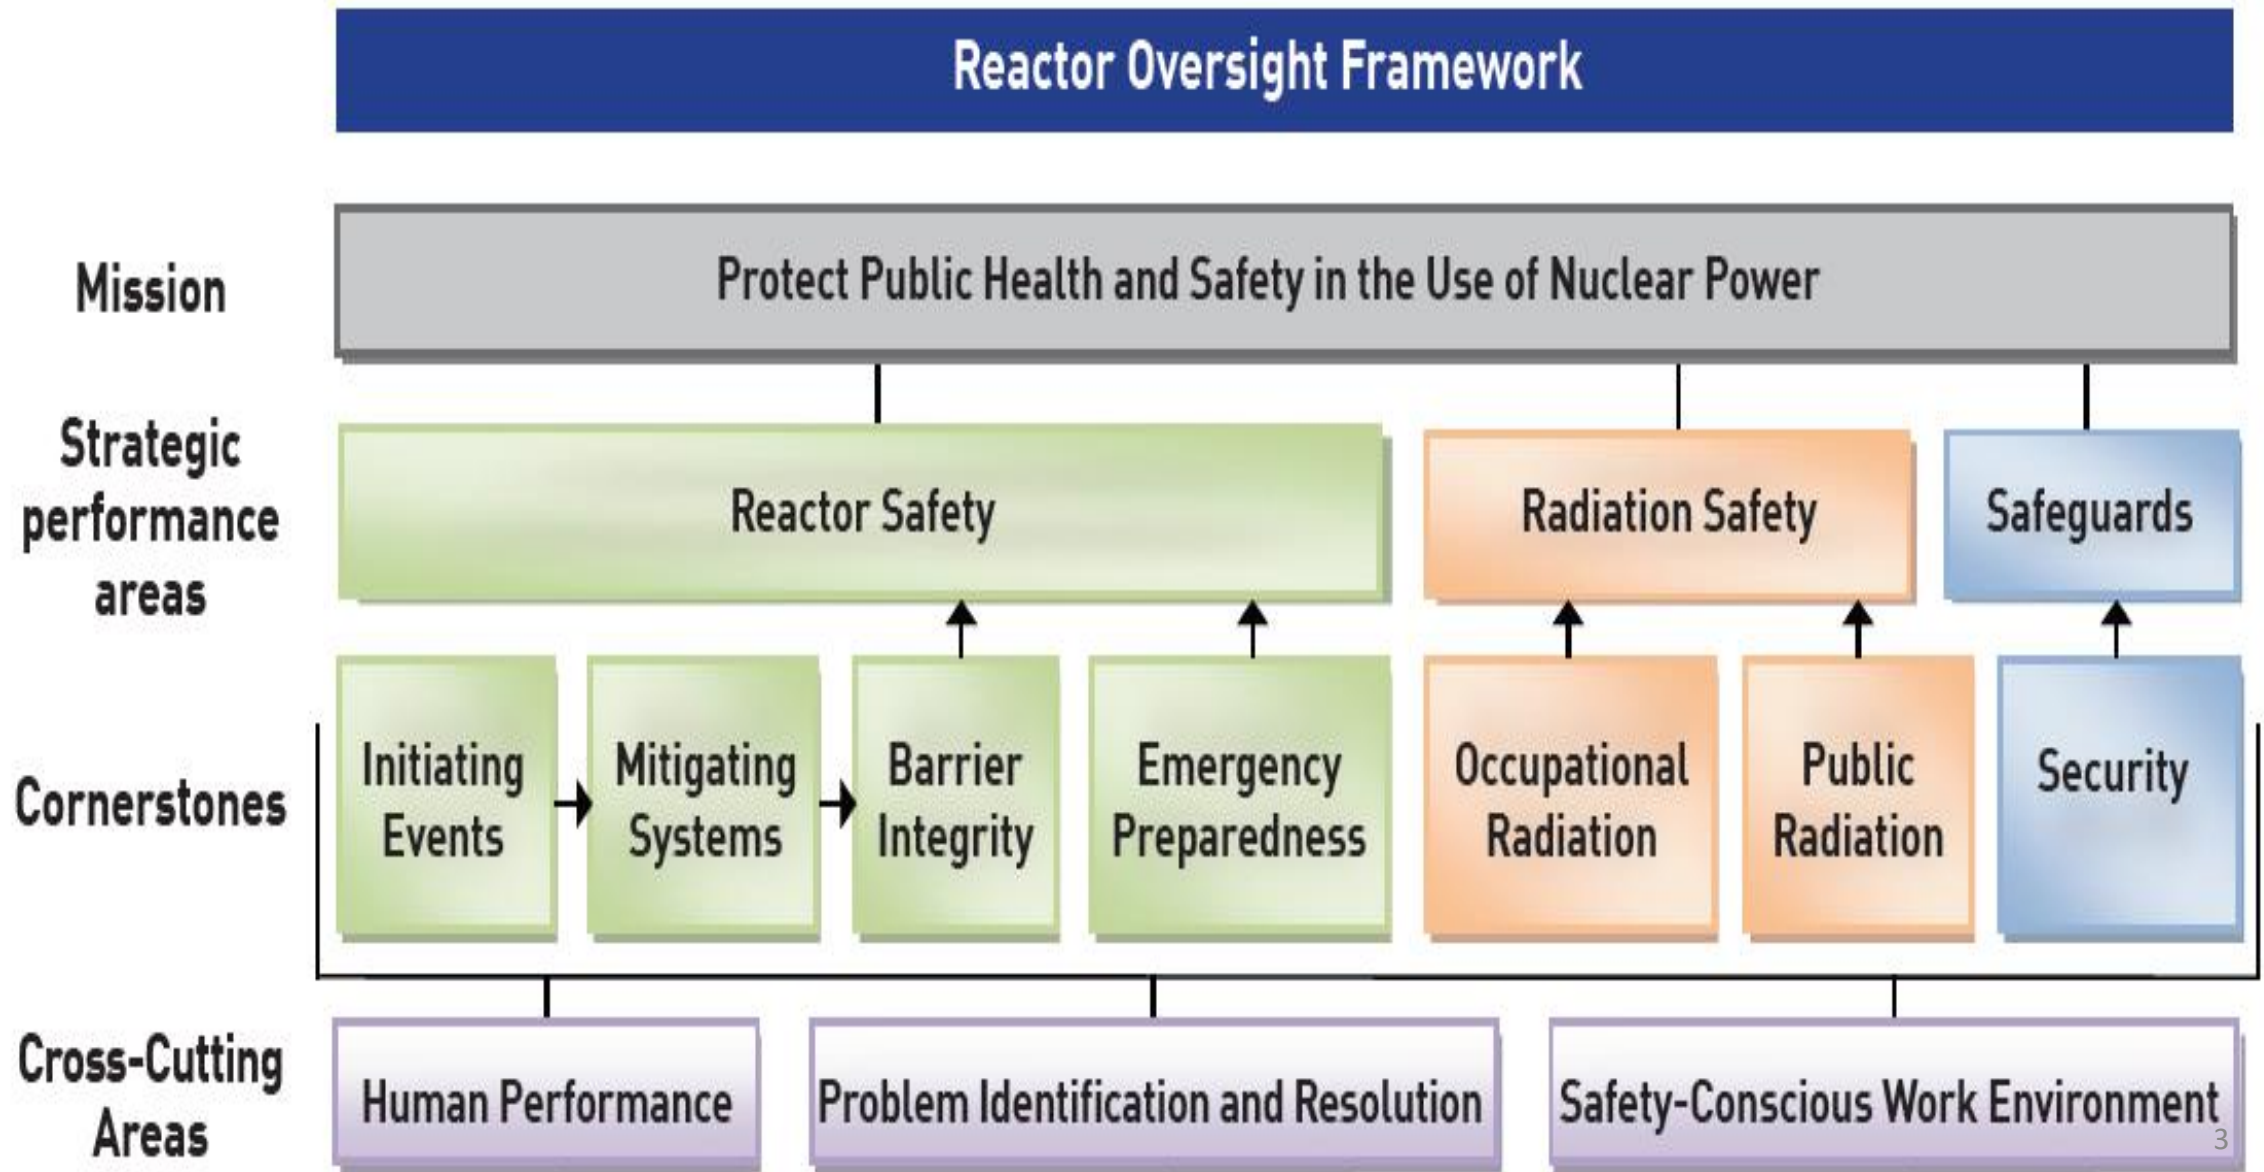 Reactor Oversight Framework
Mission
Protect Public Health and Safety in the Use of Nuclear Power
Strategic
performance
areas
Reactor Safety
Radiation Safety
Safeguards
Cornerstones
Initiating
Events
Mitigating
Systems
Barrier
Integrity
Emergency
Preparedness
Occupational
Radiation
Public
Radiation
Security
Cross-Cutting
Areas
Human Performance
Problem Identification and Resolution
Safety-Conscious Work Environment
3